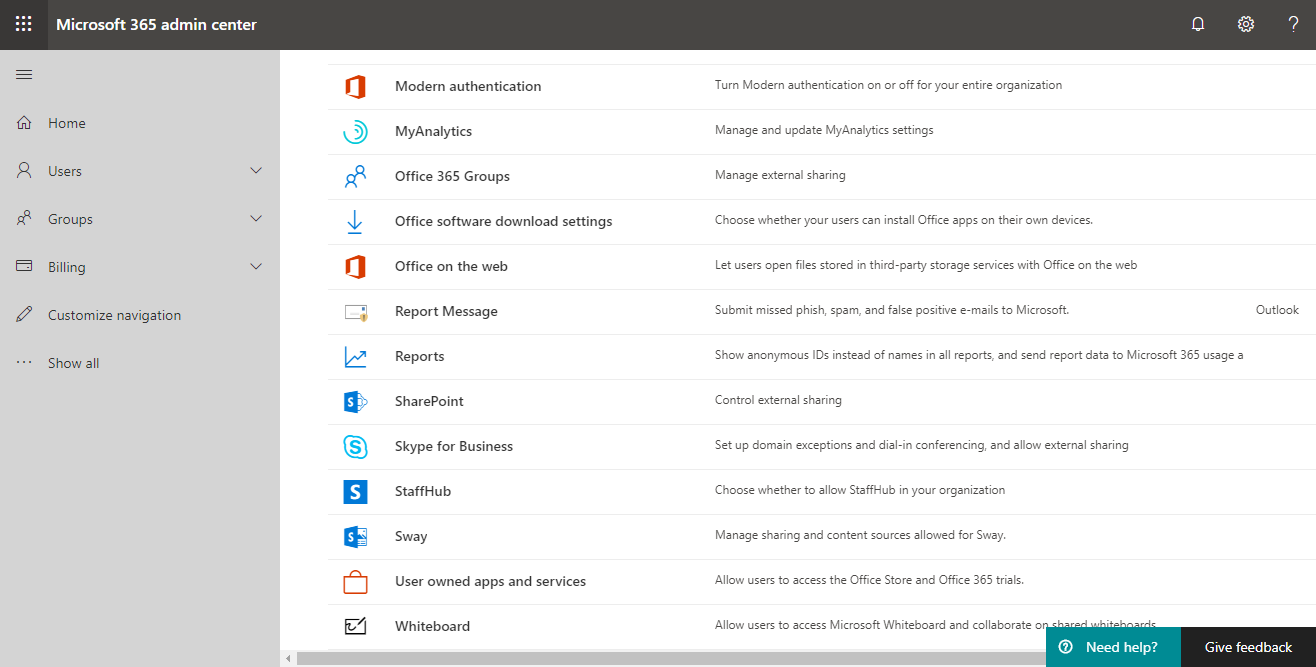 Microsoft 365 admin center
?
Home
Users
Groups
Billing
Customize navigation
Show all
Modern authentication Turn Modern authentication on or off for your entire organization
MyAnalytics Manage and update MyAnalytics settings
Office 365 Groups Manage external sharing
Office software download settings Choose whether your users can install Office apps on their own devices.
Office on the web Let users open files stored in third-party storage services with Office on the web
Report Message Submit missed phish, spam, and false positive e-mails to Microsoft. Outlook
Reports Show anonymous IDs instead of names in all reports, and send report data to Microsoft 365 usage a
SharePoint Control external sharing
Skype for Business Set up domain exceptions and dial-in conferencing, and allow external sharing
StaffHub Choose whether to allow StaffHub in your organization
Sway Manage sharing and content sources allowed for Sway.
User owned apps and services Allow users to access the Office Store and Office 365 trials.
Whiteboard Allow users to access Microsoft Whiteboard and collaborate on shared whiteboards
Need help? Give feedback